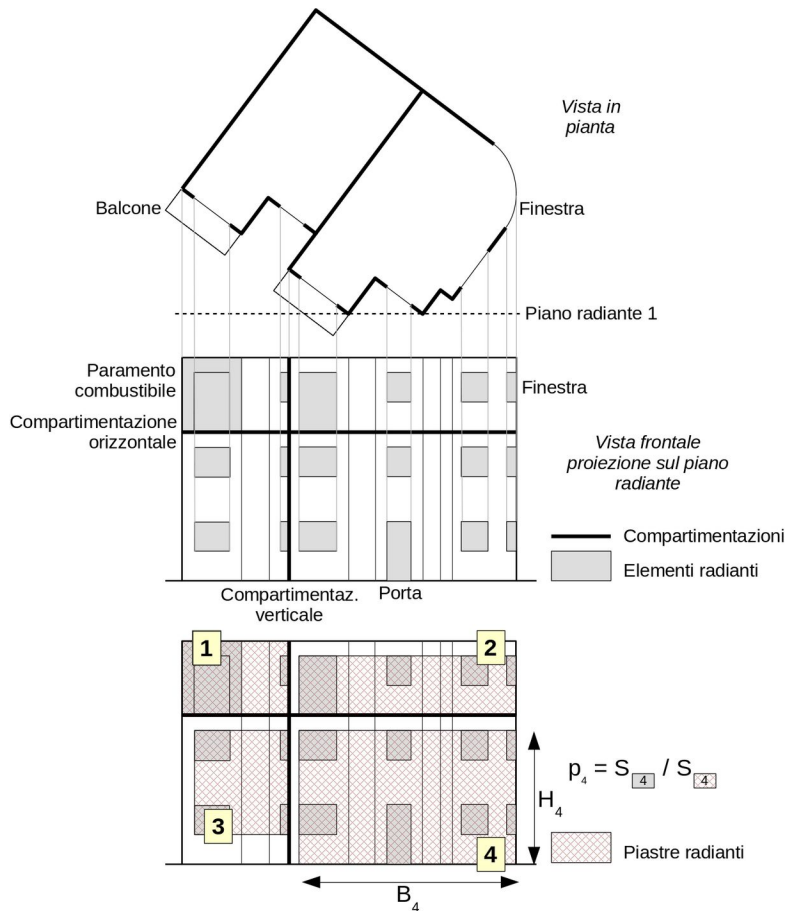 Vista in
pianta
Balcone
Finestra
Piano radiante 1
Paramento
combustibile
Finestra
Compartimentazione
orizzontale
Vista frontale
proiezione sul piano
radiante
Compartimentazioni
Elementi radianti
Compartimentaz.
verticale
Porta
1
2
p4 = S4 / S4
H4
3
4
Piastre radianti
B4